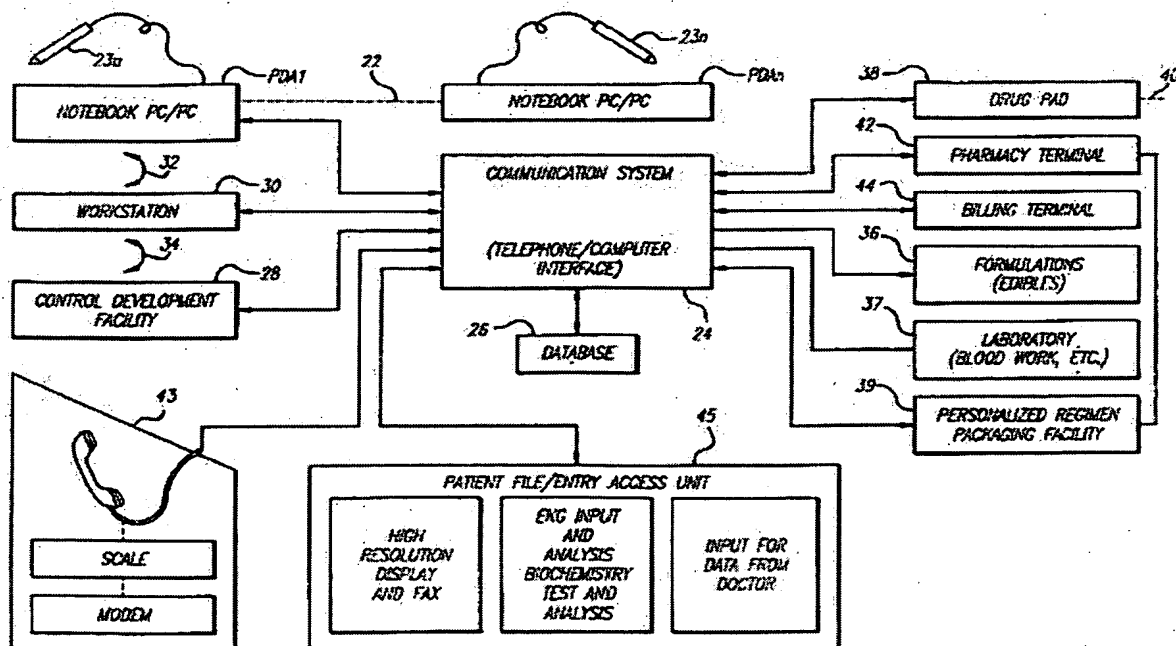 23a
PDA1
22
23n
PDAn
NOTEBOOK PC/PC
NOTEBOOK PC/PC
38
DRUG PAD
40
32
42
PHARMACY TERMINAL
30
WORKSTATION
COMMUNICATION SYSTEM
(TELEPHONE/COMPUTER
INTERFACE)
44
BILLING TERMINAL
34
28
CONTROL DEVELOPMENT
FACILITY
36
FORMULATIONS
(EDIBLES)
26
DATABASE
24
37
LABORATORY
(BLOOD WORK, ETC.)
39
PERSONALIZED REGIMEN
PACKAGING FACILITY
43
SCALE
MODEM
45
PATIENT FILE/ENTRY ACCESS UNIT
HIGH
RESOLUTION
DISPLAY
AND FAX
EKG INPUT
AND
ANALYSIS
BIOCHEMISTRY
TEST AND
ANALYSIS
INPUT FOR
DATA FROM
DOCTOR